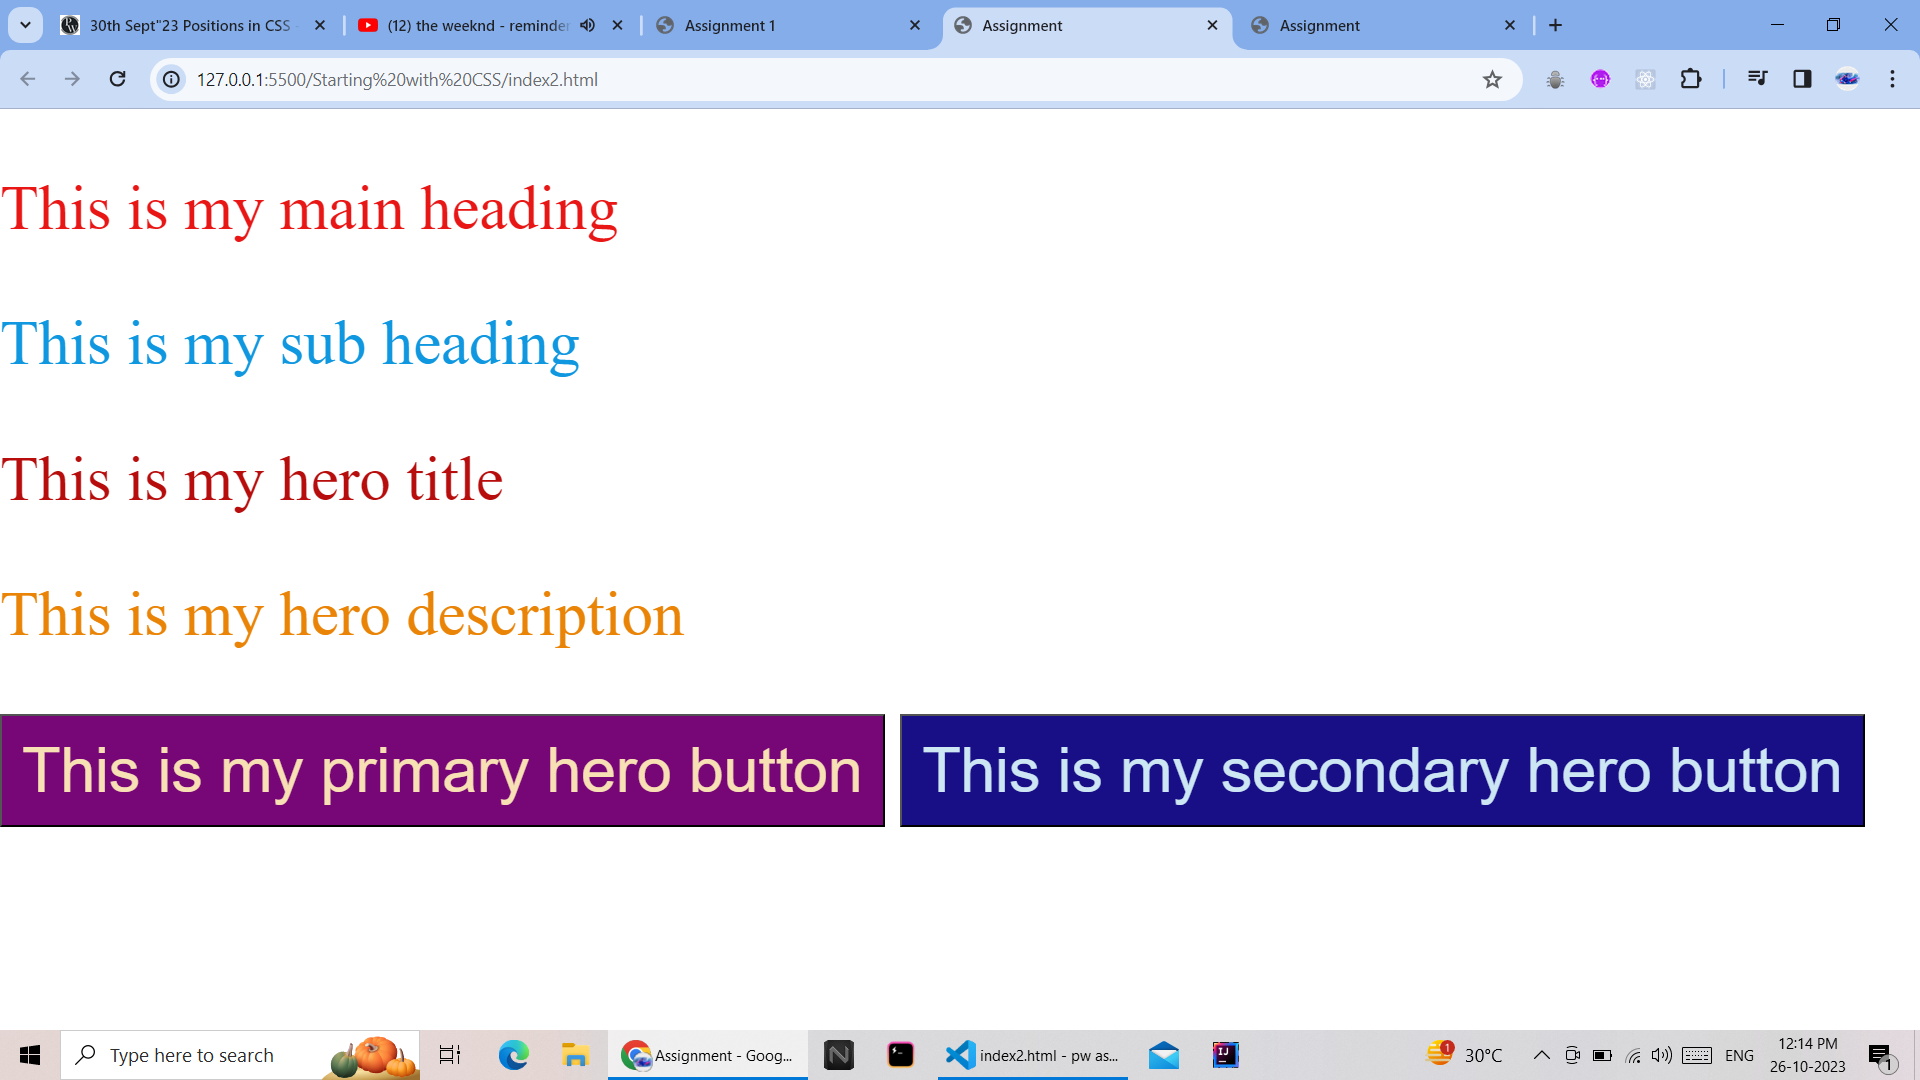 30th Sept"23 Positions in CSS
(12) the weeknd - reminder
Assignment 1
Assignment
Assignment
127.0.0.1:5500/Starting%20with%20CSS/index2.html
This is my main heading
This is my sub heading
This is my hero title
This is my hero description
This is my primary hero button
This is my secondary hero button
Type here to search
Assignment - Goog...
index2.html - pw as...
1
30°C
ENG
12:14 PM
26-10-2023
1